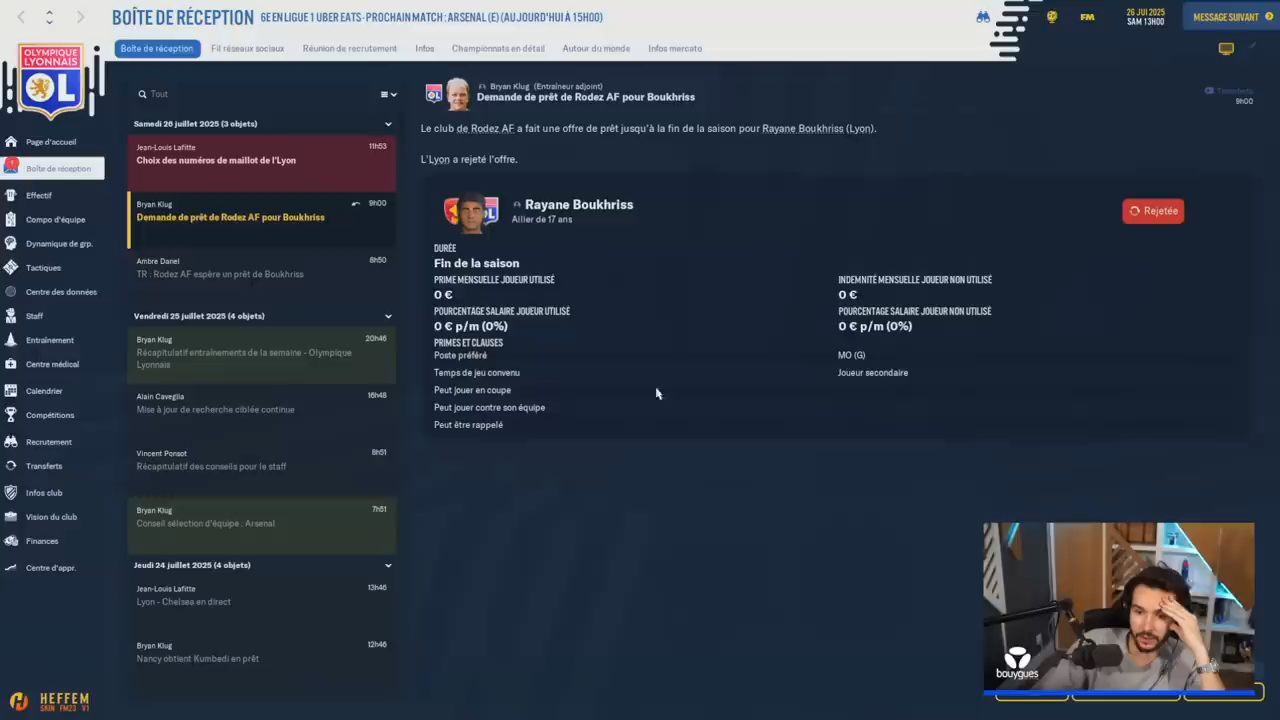 BOÎTE DE RÉCEPTION
6E EN LIGUE 1 UBER EATS · PROCHAIN MATCH : ARSENAL (E) (AUJOURD'HUI À 15H00)
FM
26 JUI 2025
SAM 13H00
MESSAGE SUIVANT
OLYMPIQUE
LYONNAIS
OL
Boîte de réception
Fil réseaux sociaux
Réunion de recrutement
Infos
Championnats en détail
Autour du monde
Infos mercato
Page d'accueil
Boîte de réception
Effectif
Compo d'équipe
Dynamique de grp.
Tactiques
Centre des données
Staff
Entraînement
Centre médical
Calendrier
Compétitions
Recrutement
Transferts
Infos club
Vision du club
Finances
Centre d'appr.
HEFFEM
SKIN FM23 V1
Tout
Samedi 26 juillet 2025 (3 objets)
Jean-Louis Lafitte
11h53
Choix des numéros de maillot de l'Lyon
Bryan Klug
9h00
Demande de prêt de Rodez AF pour Boukhriss
Ambre Danel
8h50
TR : Rodez AF espère un prêt de Boukhriss
Vendredi 25 juillet 2025 (4 objets)
Bryan Klug
20h46
Récapitulatif entraînements de la semaine - Olympique
Lyonnais
Alain Caveglia
16h48
Mise à jour de recherche ciblée continue
Vincent Ponsot
8h51
Récapitulatif des conseils pour le staff
Bryan Klug
7h51
Conseil sélection d'équipe : Arsenal
Jeudi 24 juillet 2025 (4 objets)
Jean-Louis Lafitte
13h46
Lyon - Chelsea en direct
Bryan Klug
12h46
Nancy obtient Kumbedi en prêt
Bryan Klug (Entraîneur adjoint)
Demande de prêt de Rodez AF pour Boukhriss
Transferts
9h00
Le club de Rodez AF a fait une offre de prêt jusqu'à la fin de la saison pour Rayane Boukhriss (Lyon).
L'Lyon a rejeté l'offre.
Rayane Boukhriss
Ailier de 17 ans
Rejetée
DURÉE
Fin de la saison
PRIME MENSUELLE JOUEUR UTILISÉ
INDEMNITÉ MENSUELLE JOUEUR NON UTILISÉ
0 €
0 €
POURCENTAGE SALAIRE JOUEUR UTILISÉ
POURCENTAGE SALAIRE JOUEUR NON UTILISÉ
0 € p/m (0%)
0 € p/m (0%)
PRIMES ET CLAUSES
Poste préféré
MO (G)
Temps de jeu convenu
Joueur secondaire
Peut jouer en coupe
Peut jouer contre son équipe
Peut être rappelé
bouygues